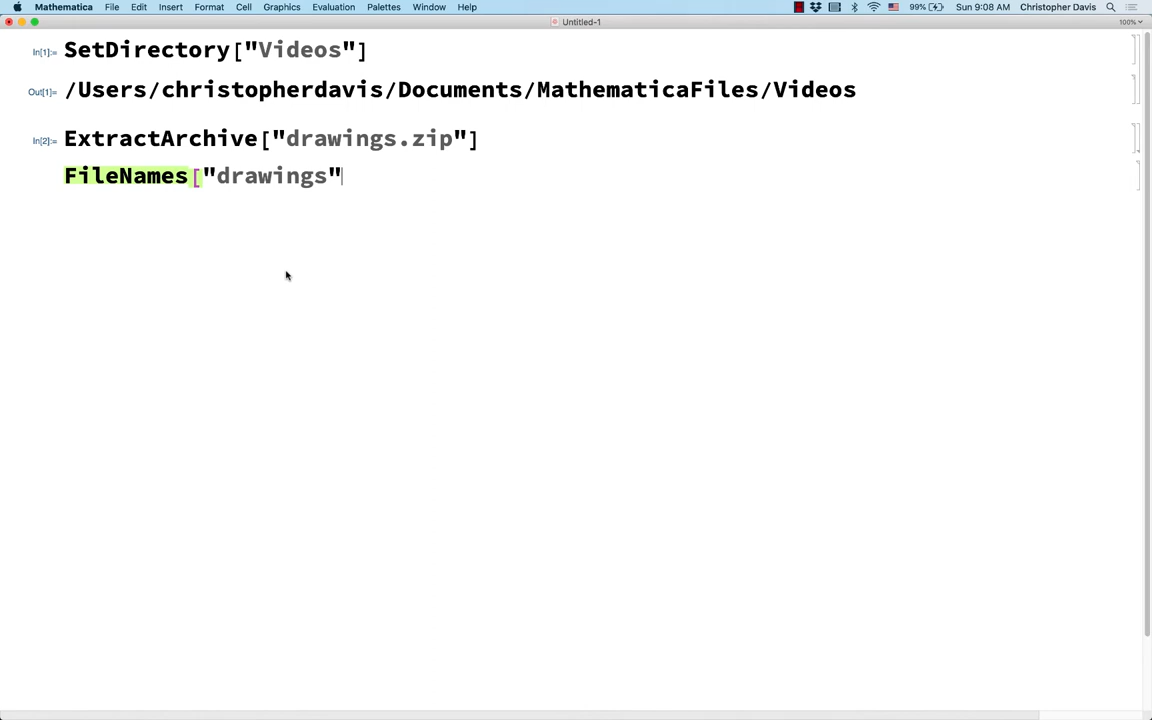 Mathematica File Edit Insert Format Cell Graphics Evaluation Palettes Window Help 99% Sun 9:08 AM Christopher Davis
Untitled-1
100%
In[1]:= SetDirectory["Videos"]
Out[1]= /Users/christopherdavis/Documents/MathematicaFiles/Videos
In[2]:= ExtractArchive["drawings.zip"]
FileNames["drawings"